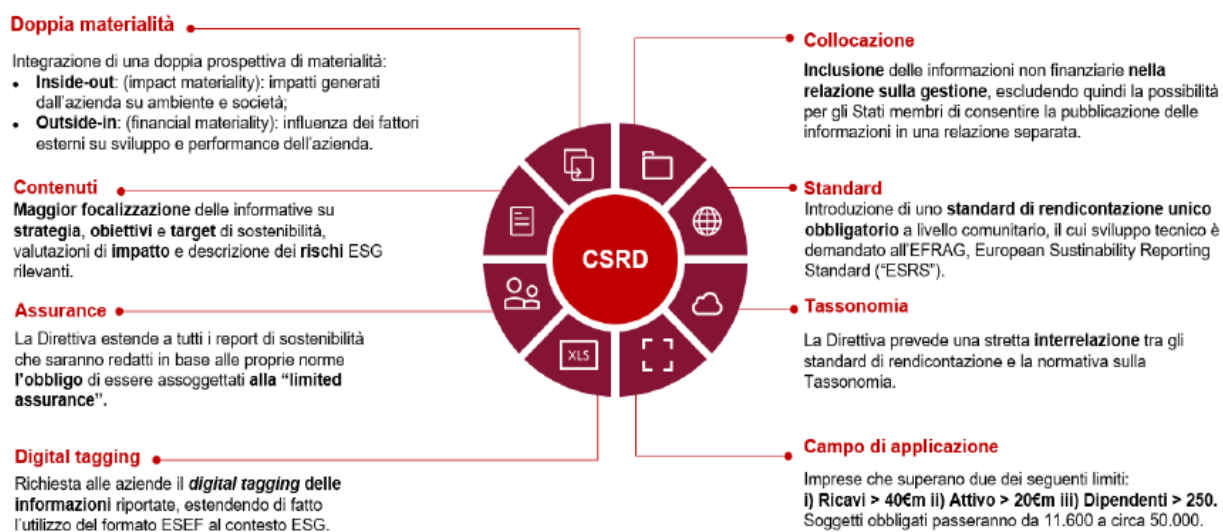 Doppia materialità
Integrazione di una doppia prospettiva di materialità:
• Inside-out: (impact materiality): impatti generati
dall'azienda su ambiente e società;
• Outside-in: (financial materiality): influenza dei fattori
esterni su sviluppo e performance dell'azienda.
Contenuti
Maggior focalizzazione delle informative su
strategia, obiettivi e target di sostenibilità,
valutazioni di impatto e descrizione dei rischi ESG
rilevanti.
Assurance
La Direttiva estende a tutti i report di sostenibilità
che saranno redatti in base alle proprie norme
l'obbligo di essere assoggettati alla "limited
assurance".
Digital tagging
Richiesta alle aziende il digital tagging delle
informazioni riportate, estendendo di fatto
l'utilizzo del formato ESEF al contesto ESG.
CSRD
XLS
Collocazione
Inclusione delle informazioni non finanziarie nella
relazione sulla gestione, escludendo quindi la possibilità
per gli Stati membri di consentire la pubblicazione delle
informazioni in una relazione separata.
Standard
Introduzione di uno standard di rendicontazione unico
obbligatorio a livello comunitario, il cui sviluppo tecnico è
demandato all'EFRAG, European Sustinability Reporting
Standard ("ESRS").
Tassonomia
La Direttiva prevede una stretta interrelazione tra gli
standard di rendicontazione e la normativa sulla
Tassonomia.
Campo di applicazione
Imprese che superano due dei seguenti limiti:
i) Ricavi > 40€m ii) Attivo > 20€m iii) Dipendenti > 250.
Soggetti obbligati passeranno da 11.600 a circa 50.000.